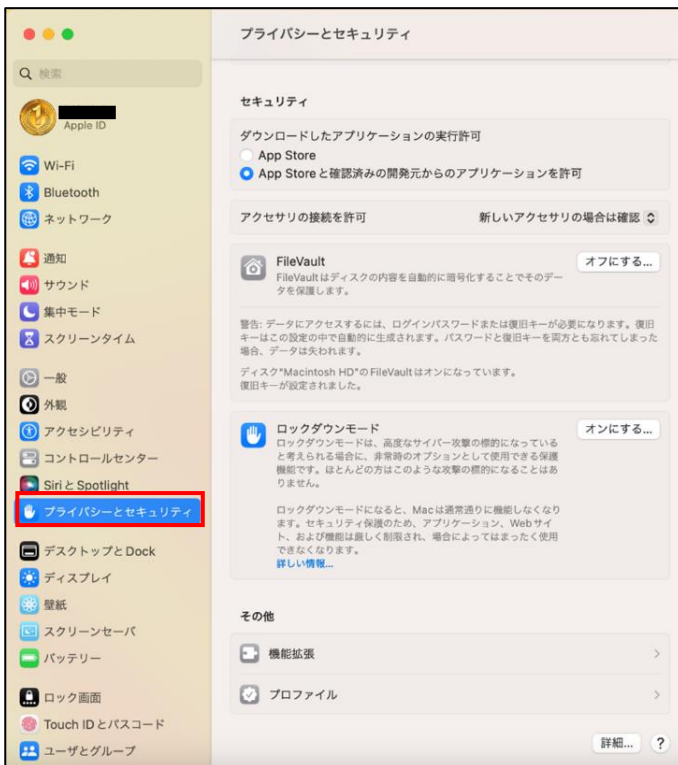 プライバシーとセキュリティ
検索
Apple ID
Wi-Fi
Bluetooth
ネットワーク
通知
サウンド
集中モード
スクリーンタイム
一般
外観
アクセシビリティ
コントロールセンター
Siri と Spotlight
プライバシーとセキュリティ
デスクトップと Dock
ディスプレイ
壁紙
スクリーンセーバ
バッテリー
ロック画面
Touch ID とパスコード
ユーザとグループ
セキュリティ
ダウンロードしたアプリケーションの実行許可
App Store
App Store と確認済みの開発元からのアプリケーションを許可
アクセサリの接続を許可 新しいアクセサリの場合は確認
FileVault オフにする...
FileVault はディスクの内容を自動的に暗号化することでそのデー
タを保護します。
警告: データにアクセスするには、ログインパスワードまたは復旧キーが必要になります。復旧
キーはこの設定の中で自動的に生成されます。パスワードと復旧キーを両方とも忘れてしまった
場合、データは失われます。
ディスク"Macintosh HD"の FileVault はオンになっています。
復旧キーが設定されました。
ロックダウンモード オンにする...
ロックダウンモードは、高度なサイバー攻撃の標的になっている
と考えられる場合に、非常時のオプションとして使用できる保護
機能です。ほとんどの方はこのような攻撃の標的になることはあ
りません。
ロックダウンモードになると、Mac は通常通りに機能しなくなり
ます。セキュリティ保護のため、アプリケーション、Web サイ
ト、および機能は厳しく制限され、場合によってはまったく使用
できなくなります。
詳しい情報...
その他
機能拡張
プロファイル
詳細... ?